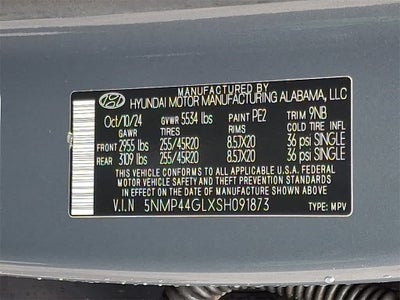 MANUFACTURED BY
HYUNDAI MOTOR MANUFACTURING ALABAMA, LLC
Oct/10/24 GVWR 5534 lbs PAINT PE2 TRIM 9NB
GAWR TIRES RIMS COLD TIRE INFL
FRONT 2955 lbs 255/45R20 8.5JX20 36 psi SINGLE
REAR 3109 lbs 255/45R20 8.5JX20 36 psi SINGLE
THIS VEHICLE CONFORMS TO ALL APPLICABLE U.S.A. FEDERAL
MOTOR VEHICLE SAFETY AND THEFT PREVENTION STANDARDS
IN EFFECT ON THE DATE OF MANUFACTURE SHOWN ABOVE
V.I.N 5NMP44GLXSH091873 TYPE: MPV